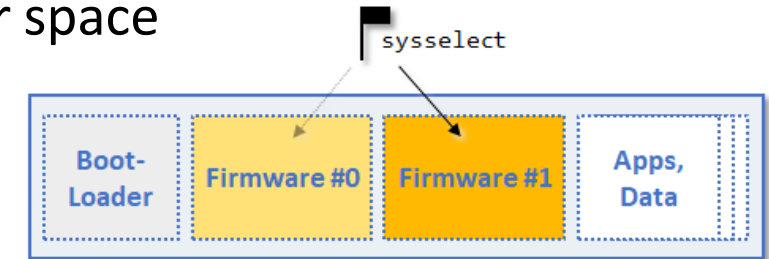 r space
sysselect
Boot-
Loader
Firmware #0
Firmware #1
Apps,
Data